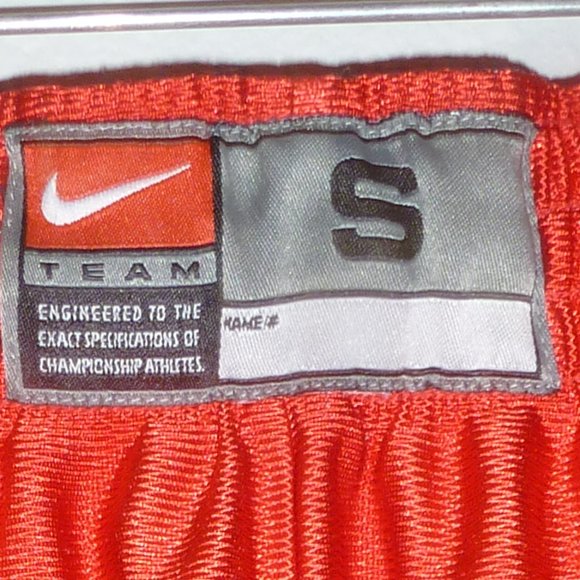 TEAM
ENGINEERED TO THE
EXACT SPECIFICATIONS OF
CHAMPIONSHIP ATHLETES.
S
NAME/#